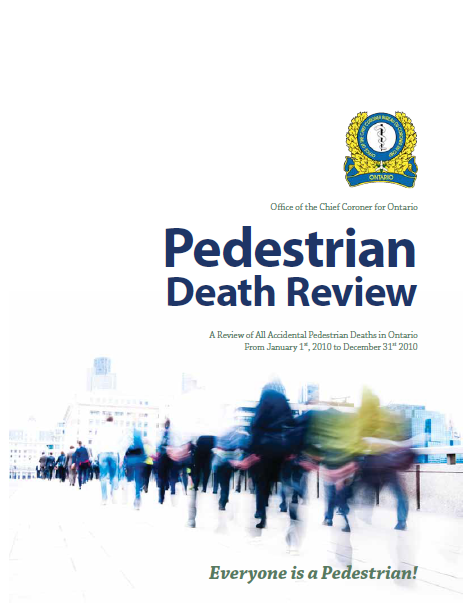 ONTARIO
Office of the Chief Coroner for Ontario
Pedestrian
Death Review
A Review of All Accidental Pedestrian Deaths in Ontario
From January 1st, 2010 to December 31st 2010
Everyone is a Pedestrian!